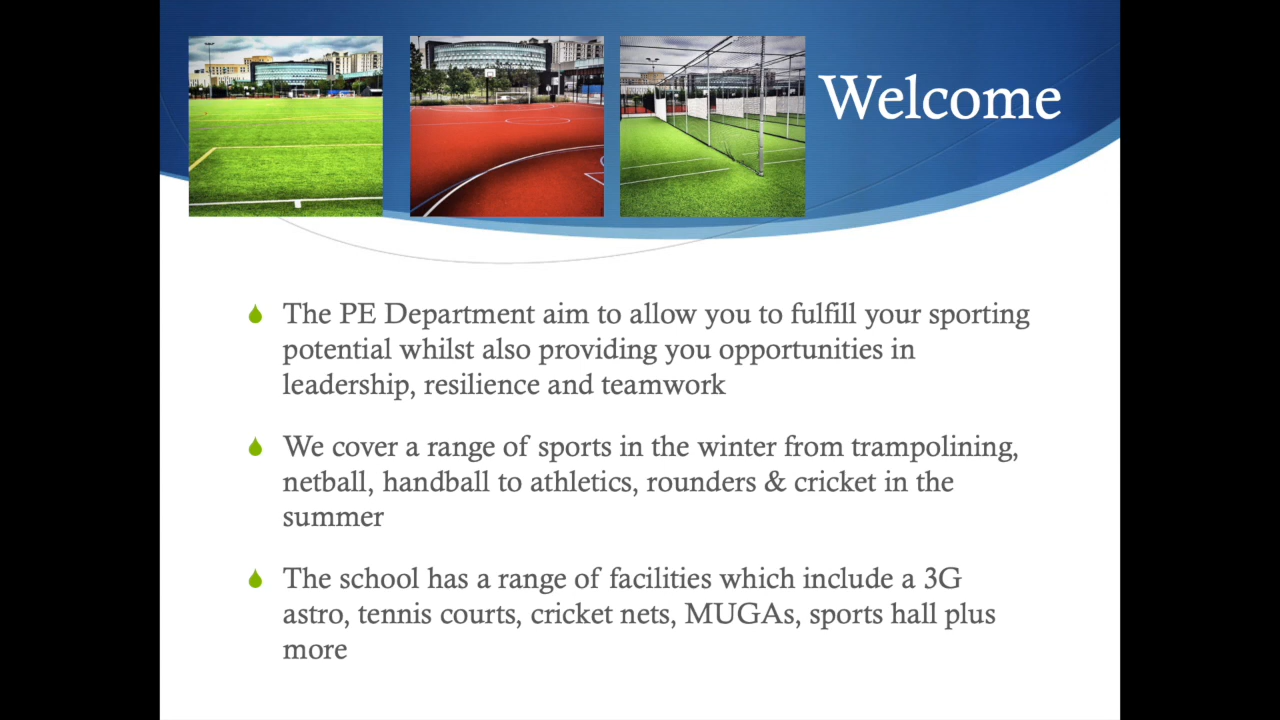 Welcome
The PE Department aim to allow you to fulfill your sporting
potential whilst also providing you opportunities in
leadership, resilience and teamwork
We cover a range of sports in the winter from trampolining,
netball, handball to athletics, rounders & cricket in the
summer
The school has a range of facilities which include a 3G
astro, tennis courts, cricket nets, MUGAs, sports hall plus
more